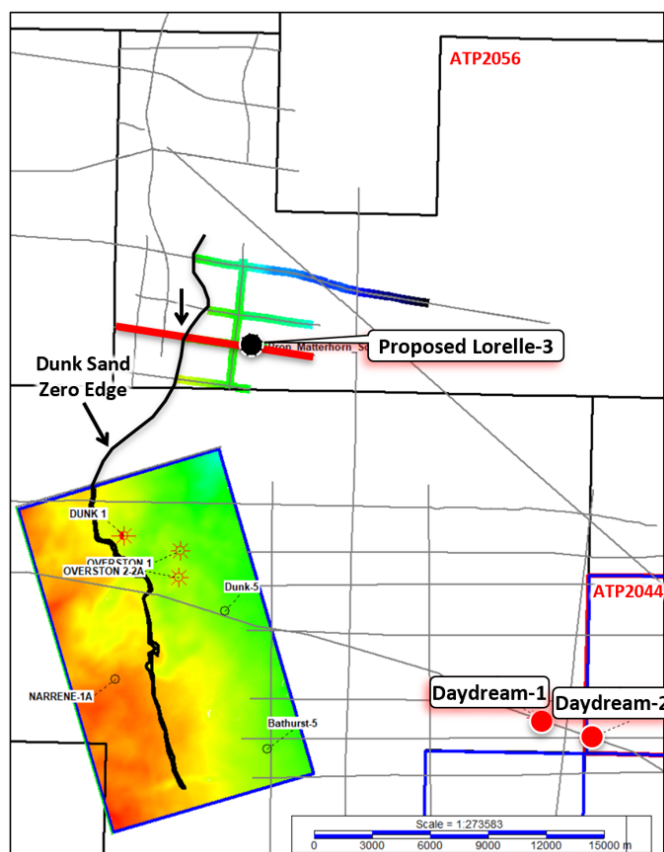 ATP2056
Proposed Lorelle-3
Dunk Sand
Zero Edge
DUNK 1
OVERSTON 1
OVERSTON 2-2A
Dunk-5
ATP2044
NARRENE-1A
Daydream-1
Daydream-2
Bathurst-5
Scale = 1:273583
0 3000 6000 9000 12000 15000 m